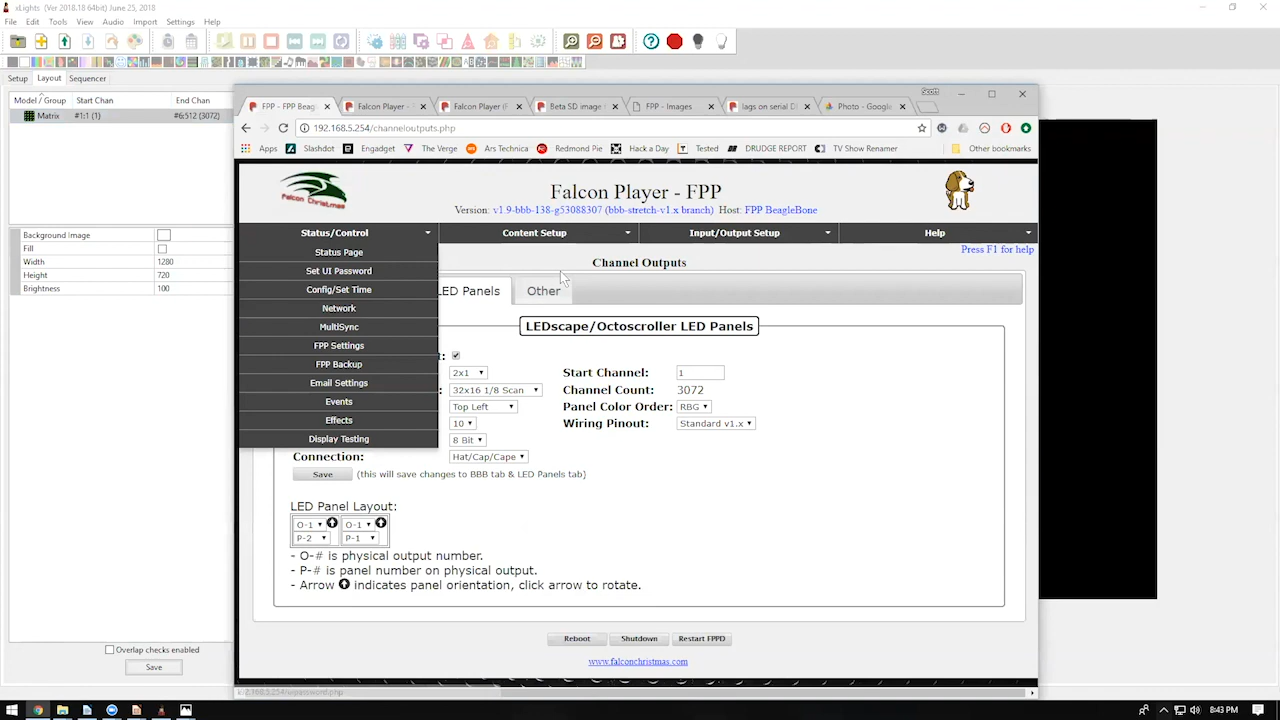 xLights (Ver 2018.18 64bit) June 25, 2018
File Edit Tools View Audio Import Settings Help
Setup Layout Sequencer
Model / Group Start Chan End Chan
Matrix #1:1 (1) #6:512 (3072)
Background Image
Fill
Width 1280
Height 720
Brightness 100
Overlap checks enabled
Save
Scott
FPP - FPP Beagl Falcon Player - Falcon Player (F Beta SD image FPP - Images lags on serial D Photo - Google
192.168.5.254/channeloutputs.php
Apps Slashdot Engadget The Verge Ars Technica Redmond Pie Hack a Day Tested DRUDGE REPORT TV Show Renamer Other bookmarks
Falcon Christmas
Falcon Player - FPP
Version: v1.9-bbb-138-g53088307 (bbb-stretch-v1.x branch) Host: FPP BeagleBone
Status/Control Content Setup Input/Output Setup Help
Press F1 for help
Status Page
Set UI Password
Config/Set Time
Network
MultiSync
FPP Settings
FPP Backup
Email Settings
Events
Effects
Display Testing
Channel Outputs
LED Panels Other
LEDscape/Octoscroller LED Panels
2x1 Start Channel: 1
32x16 1/8 Scan Channel Count: 3072
Top Left Panel Color Order: RBG
10 Wiring Pinout: Standard v1.x
8 Bit
Connection: Hat/Cap/Cape
Save (this will save changes to BBB tab & LED Panels tab)
LED Panel Layout:
O-1 O-1
P-2 P-1
- O-# is physical output number.
- P-# is panel number on physical output.
- Arrow indicates panel orientation, click arrow to rotate.
Reboot Shutdown Restart FPPD
www.falconchristmas.com
8:43 PM